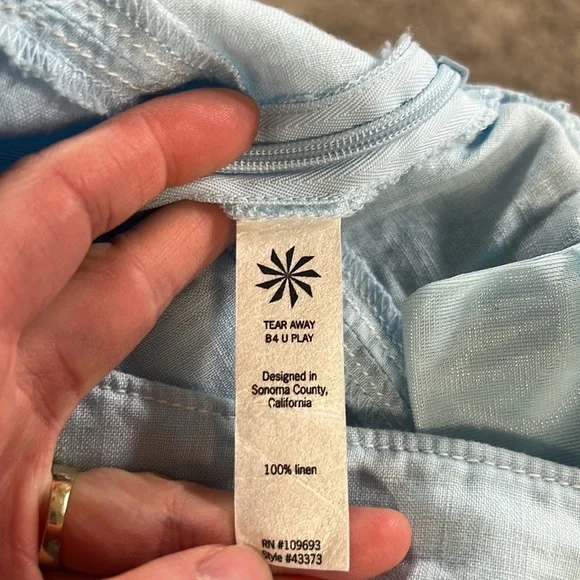 TEAR AWAY
B4 U PLAY
Designed in
Sonoma County,
California
100% linen
RN #109693
Style #43373